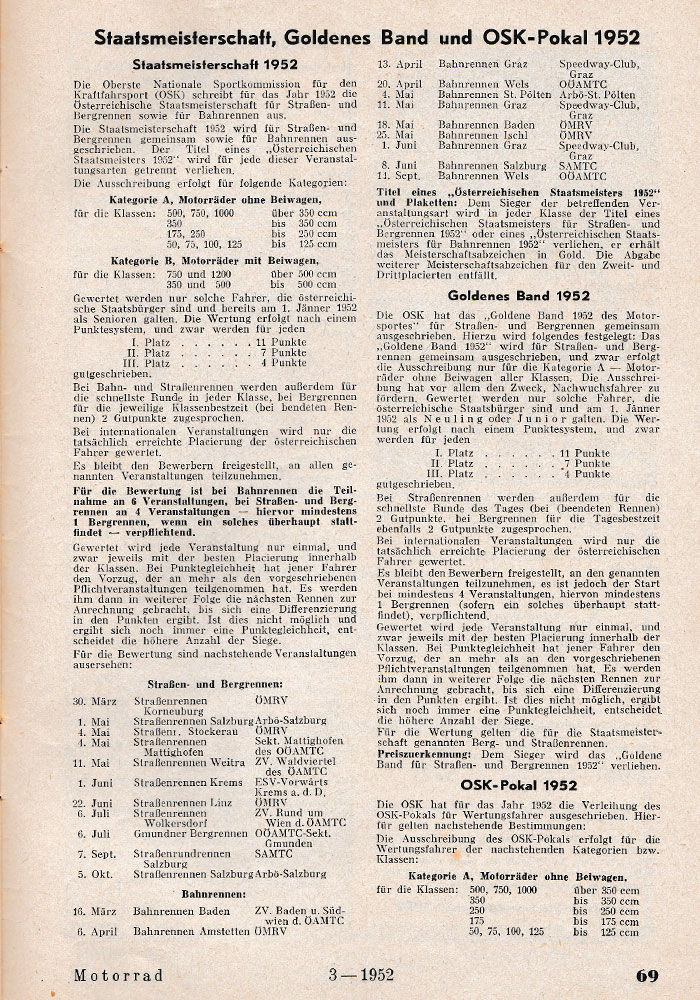 Staatsmeisterschaft, Goldenes Band und OSK-Pokal 1952
Staatsmeisterschaft 1952
Die Oberste Nationale Sportkommission für den
Kraftfahrsport (OSK) schreibt für das Jahr 1952 die
Österreichische Staatsmeisterschaft für Straßen- und
Bergrennen sowie für Bahnrennen aus.
Die Staatsmeisterschaft 1952 wird für Straßen- und
Bergrennen gemeinsam sowie für Bahnrennen aus-
geschrieben. Der Titel eines „Österreichischen
Staatsmeisters 1952“ wird für jede dieser Veranstal-
tungsarten getrennt verliehen.
Die Ausschreibung erfolgt für folgende Kategorien:
Kategorie A, Motorräder ohne Beiwagen,
für die Klassen: 500, 750, 1000 über 350 ccm
350 bis 350 ccm
175, 250 bis 250 ccm
50, 75, 100, 125 bis 125 ccm
Kategorie B, Motorräder mit Beiwagen,
für die Klassen: 750 und 1200 über 500 ccm
350 und 500 bis 500 ccm
Gewertet werden nur solche Fahrer, die österreichi-
sche Staatsbürger sind und bereits am 1. Jänner 1952
als Senioren galten. Die Wertung erfolgt nach einem
Punktesystem, und zwar werden für jeden
I. Platz . . . . . . 11 Punkte
II. Platz . . . . . . 7 Punkte
III. Platz . . . . . . 4 Punkte
gutgeschrieben.
Bei Bahn- und Straßenrennen werden außerdem für
die schnellste Runde in jeder Klasse, bei Bergrennen
für die jeweilige Klassenbestzeit (bei beendeten Ren-
nen) 2 Gutpunkte zugesprochen.
Bei internationalen Veranstaltungen wird nur die
tatsächlich erreichte Placierung der österreichischen
Fahrer gewertet.
Es bleibt den Bewerbern freigestellt, an allen ge-
nannten Veranstaltungen teilzunehmen.
Für die Bewertung ist bei Bahnrennen die Teil-
nahme an 6 Veranstaltungen, bei Straßen- und Berg-
rennen an 4 Veranstaltungen — hiervor mindestens
1 Bergrennen, wenn ein solches überhaupt statt-
findet — verpflichtend.
Gewertet wird jede Veranstaltung nur einmal, und
zwar jeweils mit der besten Placierung innerhalb
der Klassen. Bei Punktegleichheit hat jener Fahrer
den Vorzug, der an mehr als den vorgeschriebenen
Pflichtveranstaltungen teilgenommen hat. Es werden
ihm dann in weiterer Folge die nächsten Rennen zur
Anrechnung gebracht, bis sich eine Differenzierung
in den Punkten ergibt. Ist dies nicht möglich und
ergibt sich noch immer eine Punktegleichheit, ent-
scheidet die höhere Anzahl der Siege.
Für die Bewertung sind nachstehende Veranstaltungen
ausersehen:
Straßen- und Bergrennen:
30. März Straßenrennen ÖMRV
Korneuburg
1. Mai Straßenrennen Salzburg Arbö-Salzburg
4. Mai Straßenr. Stockerau ÖMRV
4. Mai Straßenrennen Sekt. Mattighofen
Mattighofen des OÖAMTC
11. Mai Straßenrennen Weitra ZV. Waldviertel
des ÖAMTC
1. Juni Straßenrennen Krems ESV-Vorwärts
Krems a. d. D.
22. Juni Straßenrennen Linz ÖMRV
6. Juli Straßenrennen ZV. Rund um
Wolkersdorf Wien d. ÖAMTC
6. Juli Gmundner Bergrennen OÖAMTC-Sekt.
Gmunden
7. Sept. Straßenrundrennen SAMTC
Salzburg
5. Okt. Straßenrennen Salzburg Arbö-Salzburg
Bahnrennen:
16. März Bahnrennen Baden ZV. Baden u. Süd-
wien d. ÖAMTC
6. April Bahnrennen Amstetten ÖMRV
13. April Bahnrennen Graz Speedway-Club,
Graz
20. April Bahnrennen Wels OÖAMTC
4. Mai Bahnrennen St. Pölten Arbö-St. Pölten
11. Mai Bahnrennen Graz Speedway-Club,
Graz
18. Mai Bahnrennen Baden ÖMRV
25. Mai Bahnrennen Ischl ÖMRV
1. Juni Bahnrennen Graz Speedway-Club,
Graz
8. Juni Bahnrennen Salzburg SAMTC
11. Sept. Bahnrennen Wels OÖAMTC
Titel eines „Österreichischen Staatsmeisters 1952“
und Plaketten: Dem Sieger der betreffenden Ver-
anstaltungsart wird in jeder Klasse der Titel eines
„Österreichischen Staatsmeisters für Straßen- und
Bergrennen 1952“ oder eines „Österreichischen Staats-
meisters für Bahnrennen 1952“ verliehen, er erhält
das Meisterschaftsabzeichen in Gold. Die Abgabe
weiterer Meisterschaftsabzeichen für den Zweit- und
Drittplacierten entfällt.
Goldenes Band 1952
Die OSK hat das „Goldene Band 1952 des Motor-
sportes“ für Straßen- und Bergrennen gemeinsam
ausgeschrieben. Hierzu wird folgendes festgelegt: Das
„Goldene Band 1952“ wird für Straßen- und Berg-
rennen gemeinsam ausgeschrieben, und zwar erfolgt
die Ausschreibung nur für die Kategorie A — Motor-
räder ohne Beiwagen aller Klassen. Die Ausschrei-
bung hat vor allem den Zweck, Nachwuchsfahrer zu
fördern. Gewertet werden nur solche Fahrer, die
österreichische Staatsbürger sind und am 1. Jänner
1952 als Neuling oder Junior galten. Die Wer-
tung erfolgt nach einem Punktesystem, und zwar
werden für jeden
I. Platz . . . . . . 11 Punkte
II. Platz . . . . . . 7 Punkte
III. Platz . . . . . . 4 Punkte
gutgeschrieben.
Bei Straßenrennen werden außerdem für die
schnellste Runde des Tages (bei (beendeten Rennen)
2 Gutpunkte, bei Bergrennen für die Tagesbestzeit
ebenfalls 2 Gutpunkte zugesprochen.
Bei internationalen Veranstaltungen wird nur die
tatsächlich erreichte Placierung der österreichischen
Fahrer gewertet.
Es bleibt den Bewerbern freigestellt, an den genannten
Veranstaltungen teilzunehmen, es ist jedoch der Start
bei mindestens 4 Veranstaltungen, hiervon mindestens
1 Bergrennen (sofern ein solches überhaupt statt-
findet), verpflichtend.
Gewertet wird jede Veranstaltung nur einmal, und
zwar jeweils mit der besten Placierung innerhalb der
Klassen. Bei Punktegleichheit hat jener Fahrer den
Vorzug, der an mehr als an den vorgeschriebenen
Pflichtveranstaltungen teilgenommen hat. Es werden
ihm dann in weiterer Folge die nächsten Rennen zur
Anrechnung gebracht, bis sich eine Differenzierung
in den Punkten ergibt. Ist dies nicht möglich, ergibt
sich noch immer eine Punktegleichheit, entscheidet
die höhere Anzahl der Siege.
Für die Wertung gelten die für die Staatsmeister-
schaft genannten Berg- und Straßenrennen.
Preiszuerkennung: Dem Sieger wird das „Goldene
Band für Straßen- und Bergrennen 1952“ verliehen.
OSK-Pokal 1952
Die OSK hat für das Jahr 1952 die Verleihung des
OSK-Pokals für Wertungsfahrer ausgeschrieben. Hier-
für gelten nachstehende Bestimmungen:
Die Ausschreibung des OSK-Pokals erfolgt für die
Wertungsfahrer der nachstehenden Kategorien bzw.
Klassen:
Kategorie A, Motorräder ohne Beiwagen,
für die Klassen: 500, 750, 1000 über 350 ccm
350 bis 350 ccm
250 bis 250 ccm
175 bis 175 ccm
50, 75, 100, 125 bis 125 ccm
Motorrad 3—1952 69